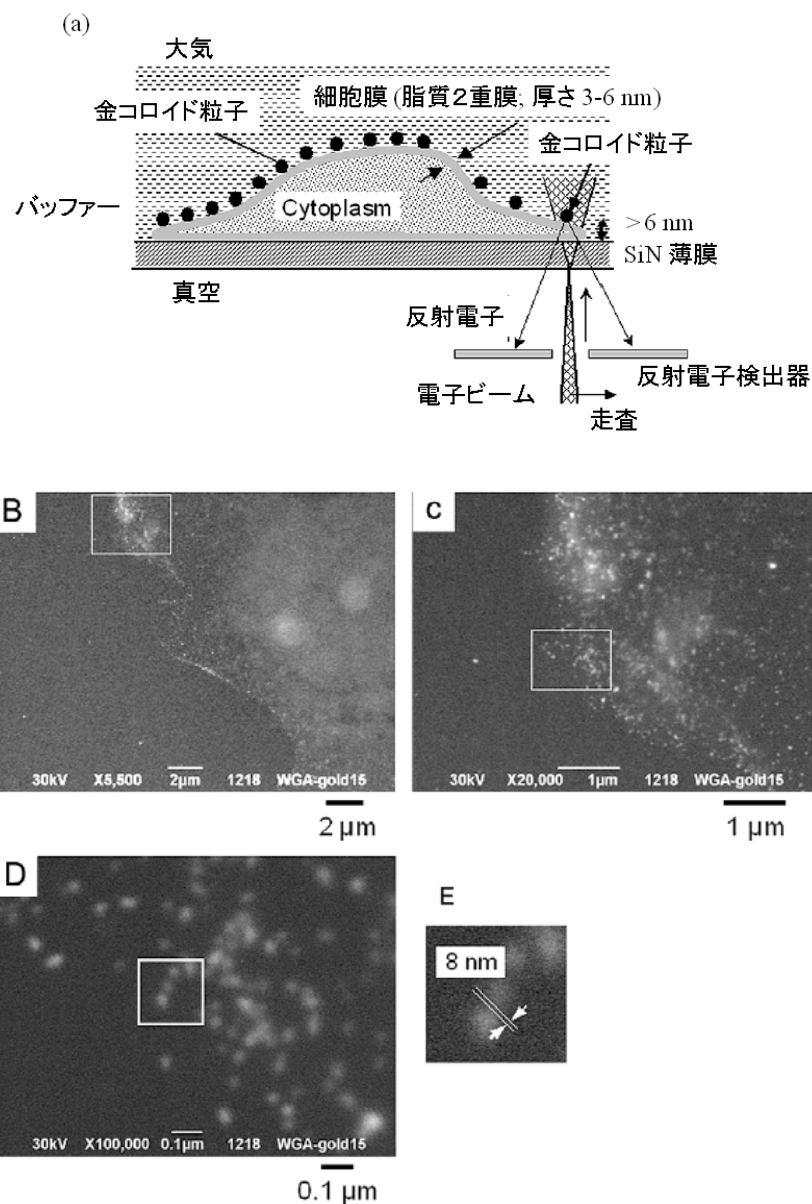 (a)
大気
細胞膜 (脂質２重膜; 厚さ 3-6 nm)
金コロイド粒子
金コロイド粒子
バッファー
Cytoplasm
>6 nm
SiN 薄膜
真空
反射電子
反射電子検出器
電子ビーム
走査
B
30kV X5,500 2μm 1218 WGA-gold15
2 μm
C
30kV X20,000 1μm 1218 WGA-gold15
1 μm
D
30kV X100,000 0.1μm 1218 WGA-gold15
0.1 μm
E
8 nm